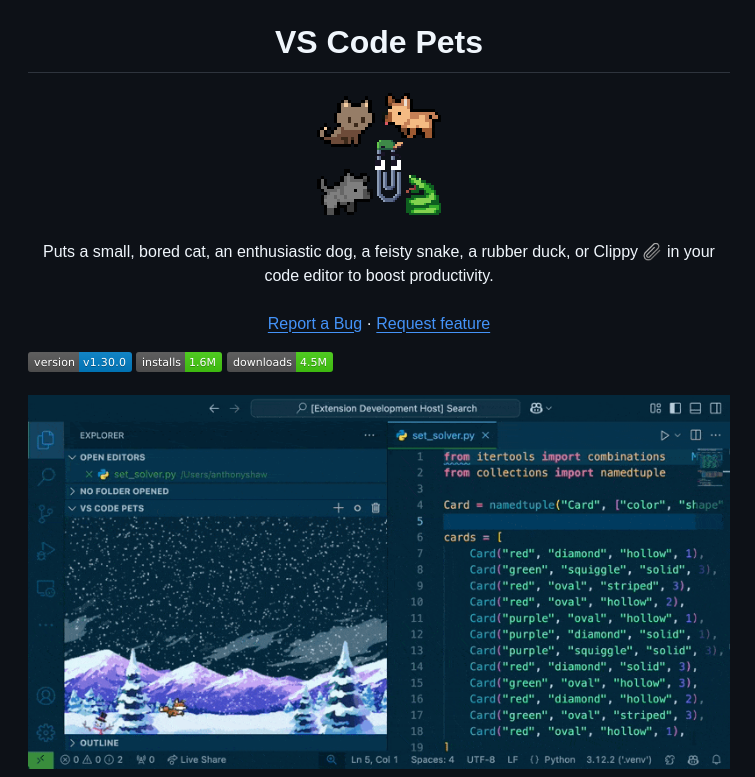 VS Code Pets
Puts a small, bored cat, an enthusiastic dog, a feisty snake, a rubber duck, or Clippy 📎 in your
code editor to boost productivity.
Report a Bug · Request feature
version v1.30.0 installs 1.6M downloads 4.5M
[Extension Development Host] Search
EXPLORER
OPEN EDITORS
set_solver.py /Users/anthonyshaw
NO FOLDER OPENED
VS CODE PETS
OUTLINE
set_solver.py
1 from itertools import combinations
2 from collections import namedtuple
3
4 Card = namedtuple("Card", ["color", "shape"
5
6 cards = [
7 Card("red", "diamond", "hollow", 1),
8 Card("green", "squiggle", "solid", 3),
9 Card("red", "oval", "striped", 3),
10 Card("red", "oval", "hollow", 2),
11 Card("purple", "oval", "hollow", 1),
12 Card("purple", "diamond", "solid", 1),
13 Card("purple", "squiggle", "solid", 3),
14 Card("red", "diamond", "solid", 3),
15 Card("green", "oval", "hollow", 3),
16 Card("red", "diamond", "hollow", 2),
17 Card("green", "oval", "striped", 3),
18 Card("red", "oval", "hollow", 1),
19 ]
0 0 2 0 Live Share Ln 5, Col 1 Spaces: 4 UTF-8 LF {} Python 3.12.2 ('.venv')